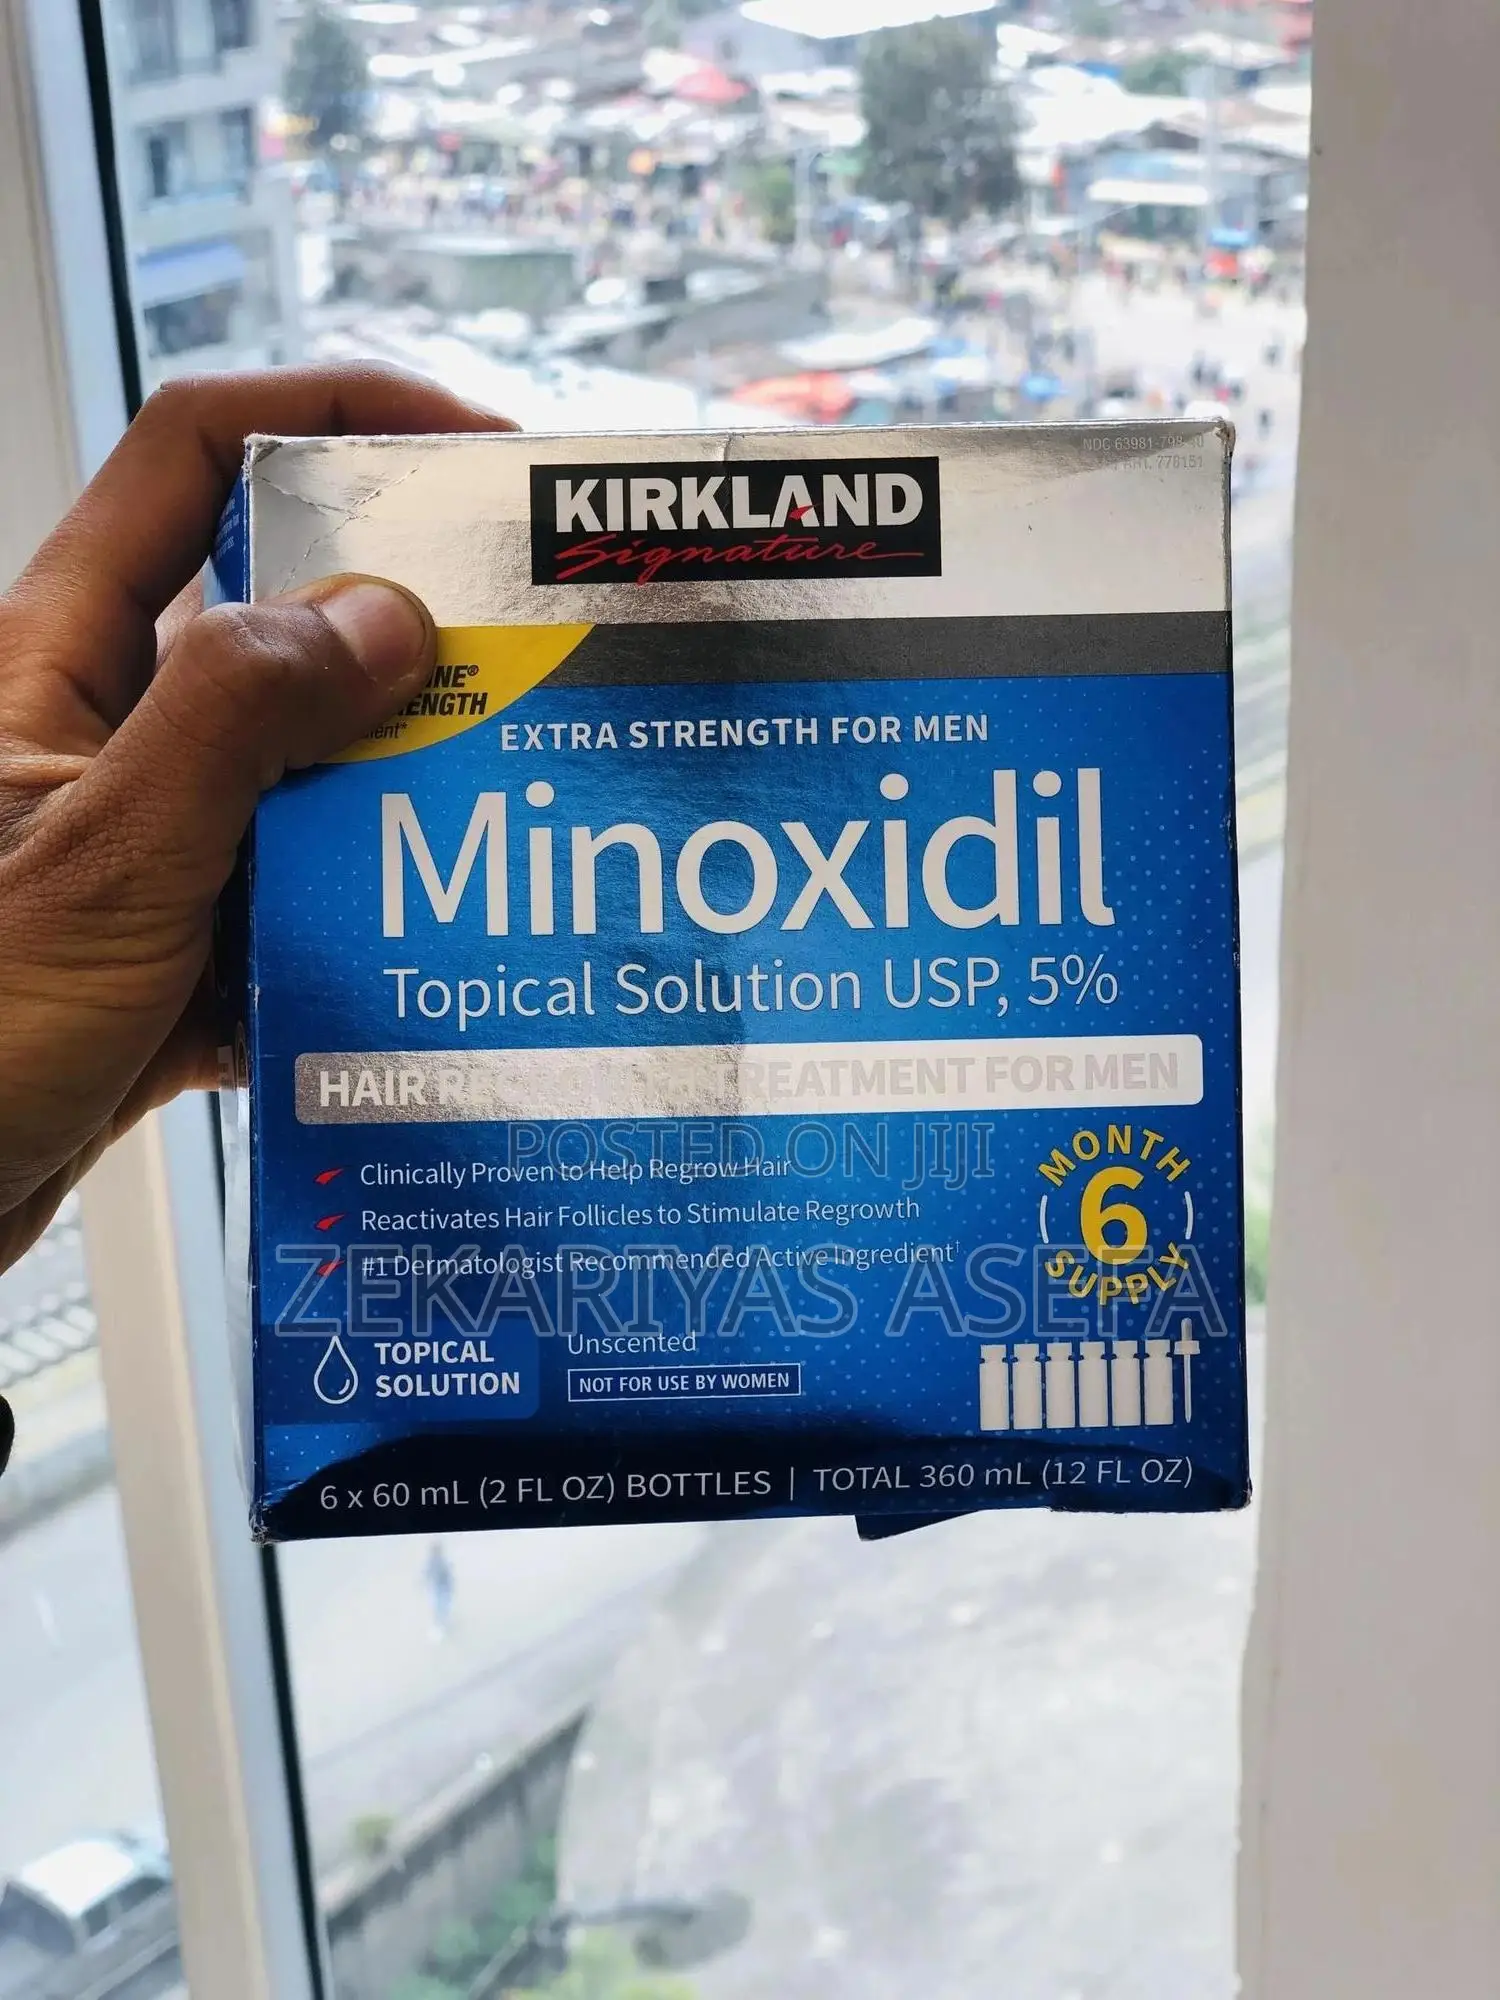 KIRKLAND
Signature
EXTRA STRENGTH FOR MEN
Minoxidil
Topical Solution USP, 5%
HAIR REGROWTH TREATMENT FOR MEN
POSTED ON JIJI
Clinically Proven to Help Regrow Hair
Reactivates Hair Follicles to Stimulate Regrowth
#1 Dermatologist Recommended Active Ingredient†
ZEKARIYAS ASEFA
MONTH
6
SUPPLY
TOPICAL
SOLUTION
Unscented
NOT FOR USE BY WOMEN
6 x 60 mL (2 FL OZ) BOTTLES | TOTAL 360 mL (12 FL OZ)